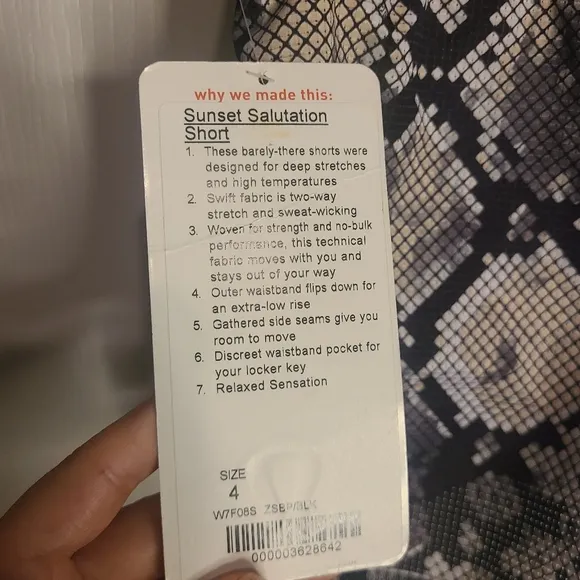 why we made this:
Sunset Salutation
Short
1. These barely-there shorts were
designed for deep stretches
and high temperatures
2. Swift fabric is two-way
stretch and sweat-wicking
3. Woven for strength and no-bulk
performance, this technical
fabric moves with you and
stays out of your way
4. Outer waistband flips down for
an extra-low rise
5. Gathered side seams give you
room to move
6. Discreet waistband pocket for
your locker key
7. Relaxed Sensation
SIZE
4
W7F08S ZSEP/BLK
000003628642